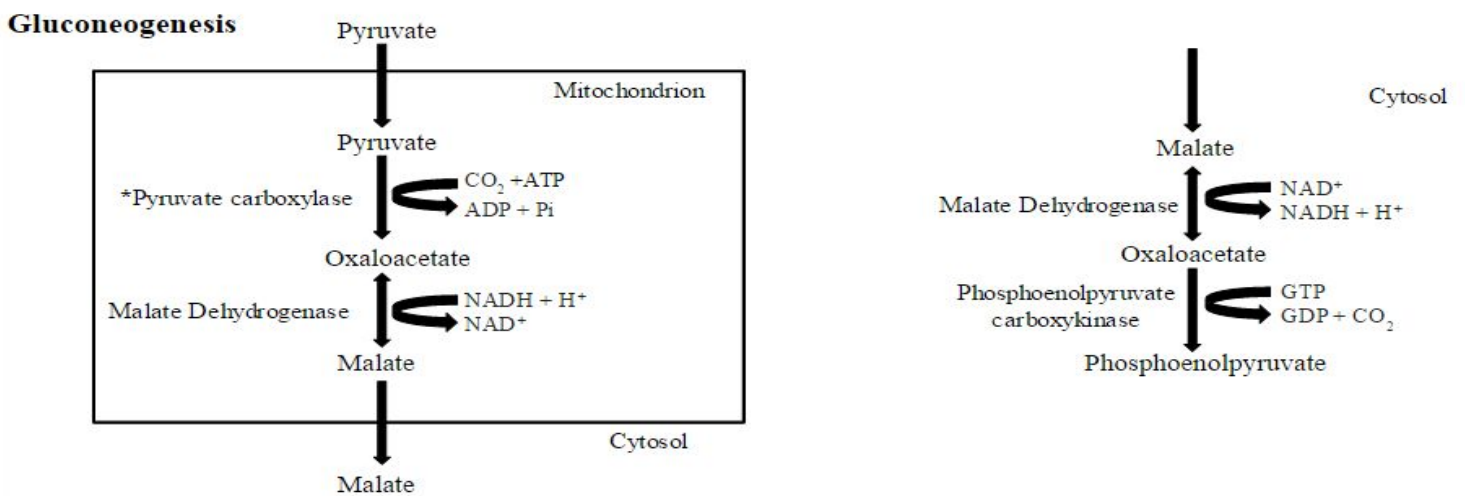 Gluconeogenesis
Pyruvate
Mitochondrion
Pyruvate
*Pyruvate carboxylase
CO₂ +ATP
ADP + Pi
Oxaloacetate
Malate Dehydrogenase
NADH + H⁺
NAD⁺
Malate
Cytosol
Malate
Cytosol
Malate
Malate Dehydrogenase
NAD⁺
NADH + H⁺
Oxaloacetate
Phosphoenolpyruvate
carboxykinase
GTP
GDP + CO₂
Phosphoenolpyruvate